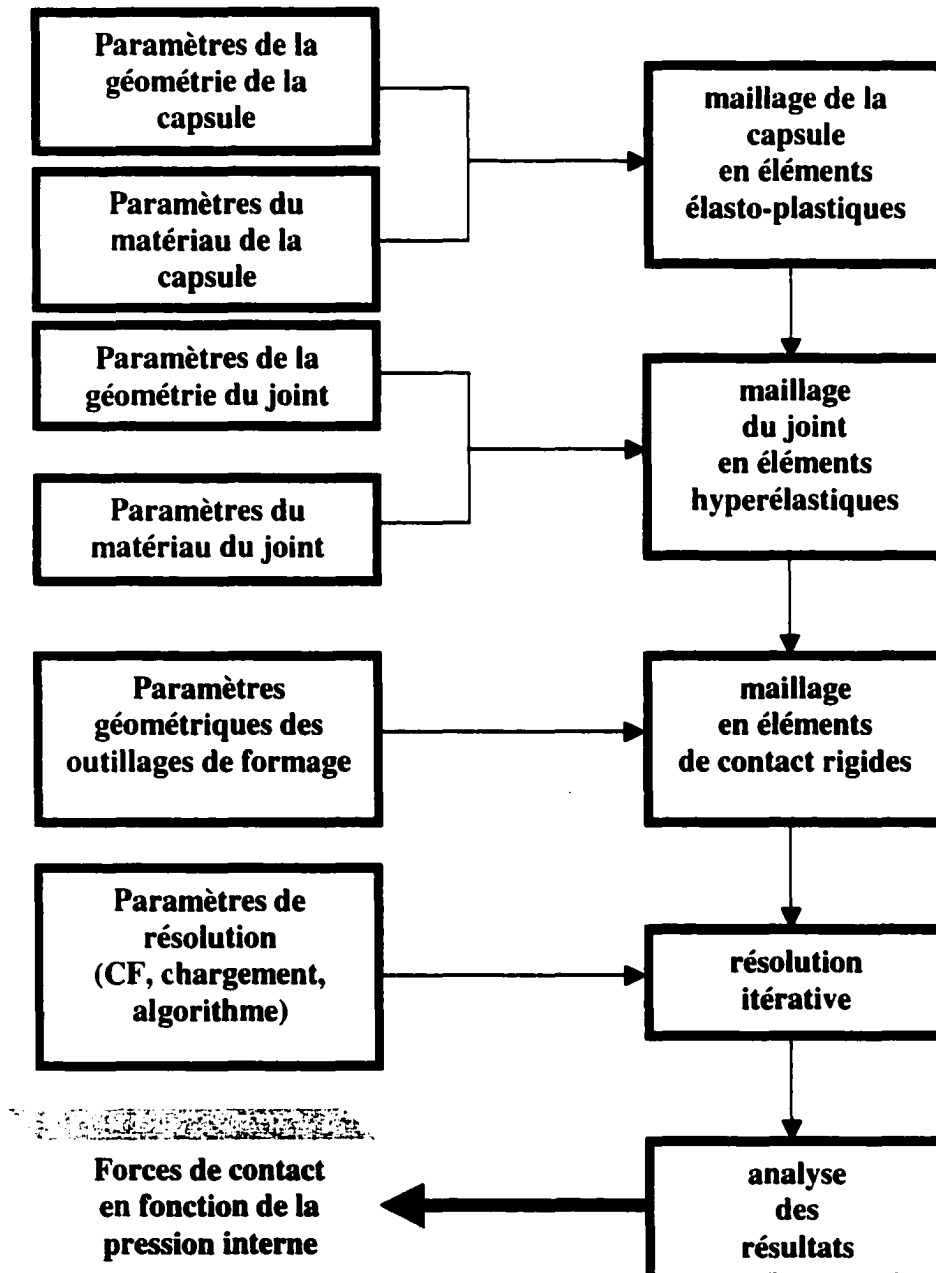 Paramètres de la
géométrie de la
capsule
maillage de la
capsule
en éléments
élasto-plastiques
Paramètres du
matèriau de la
capsule
Paramètres de la
géométrie du joint
maillage
du joint
en éléments
hyperélastiques
Paramètres du
matèriau du joint
Paramètres
géométriques des
outillages de formage
maillage
en éléments
de contact rigides
Paramètres de
résolution
(CF, chargement,
algorithme)
résolution
itérative
Forces de contact
en fonction de la
pression interne
analyse
des
résultats